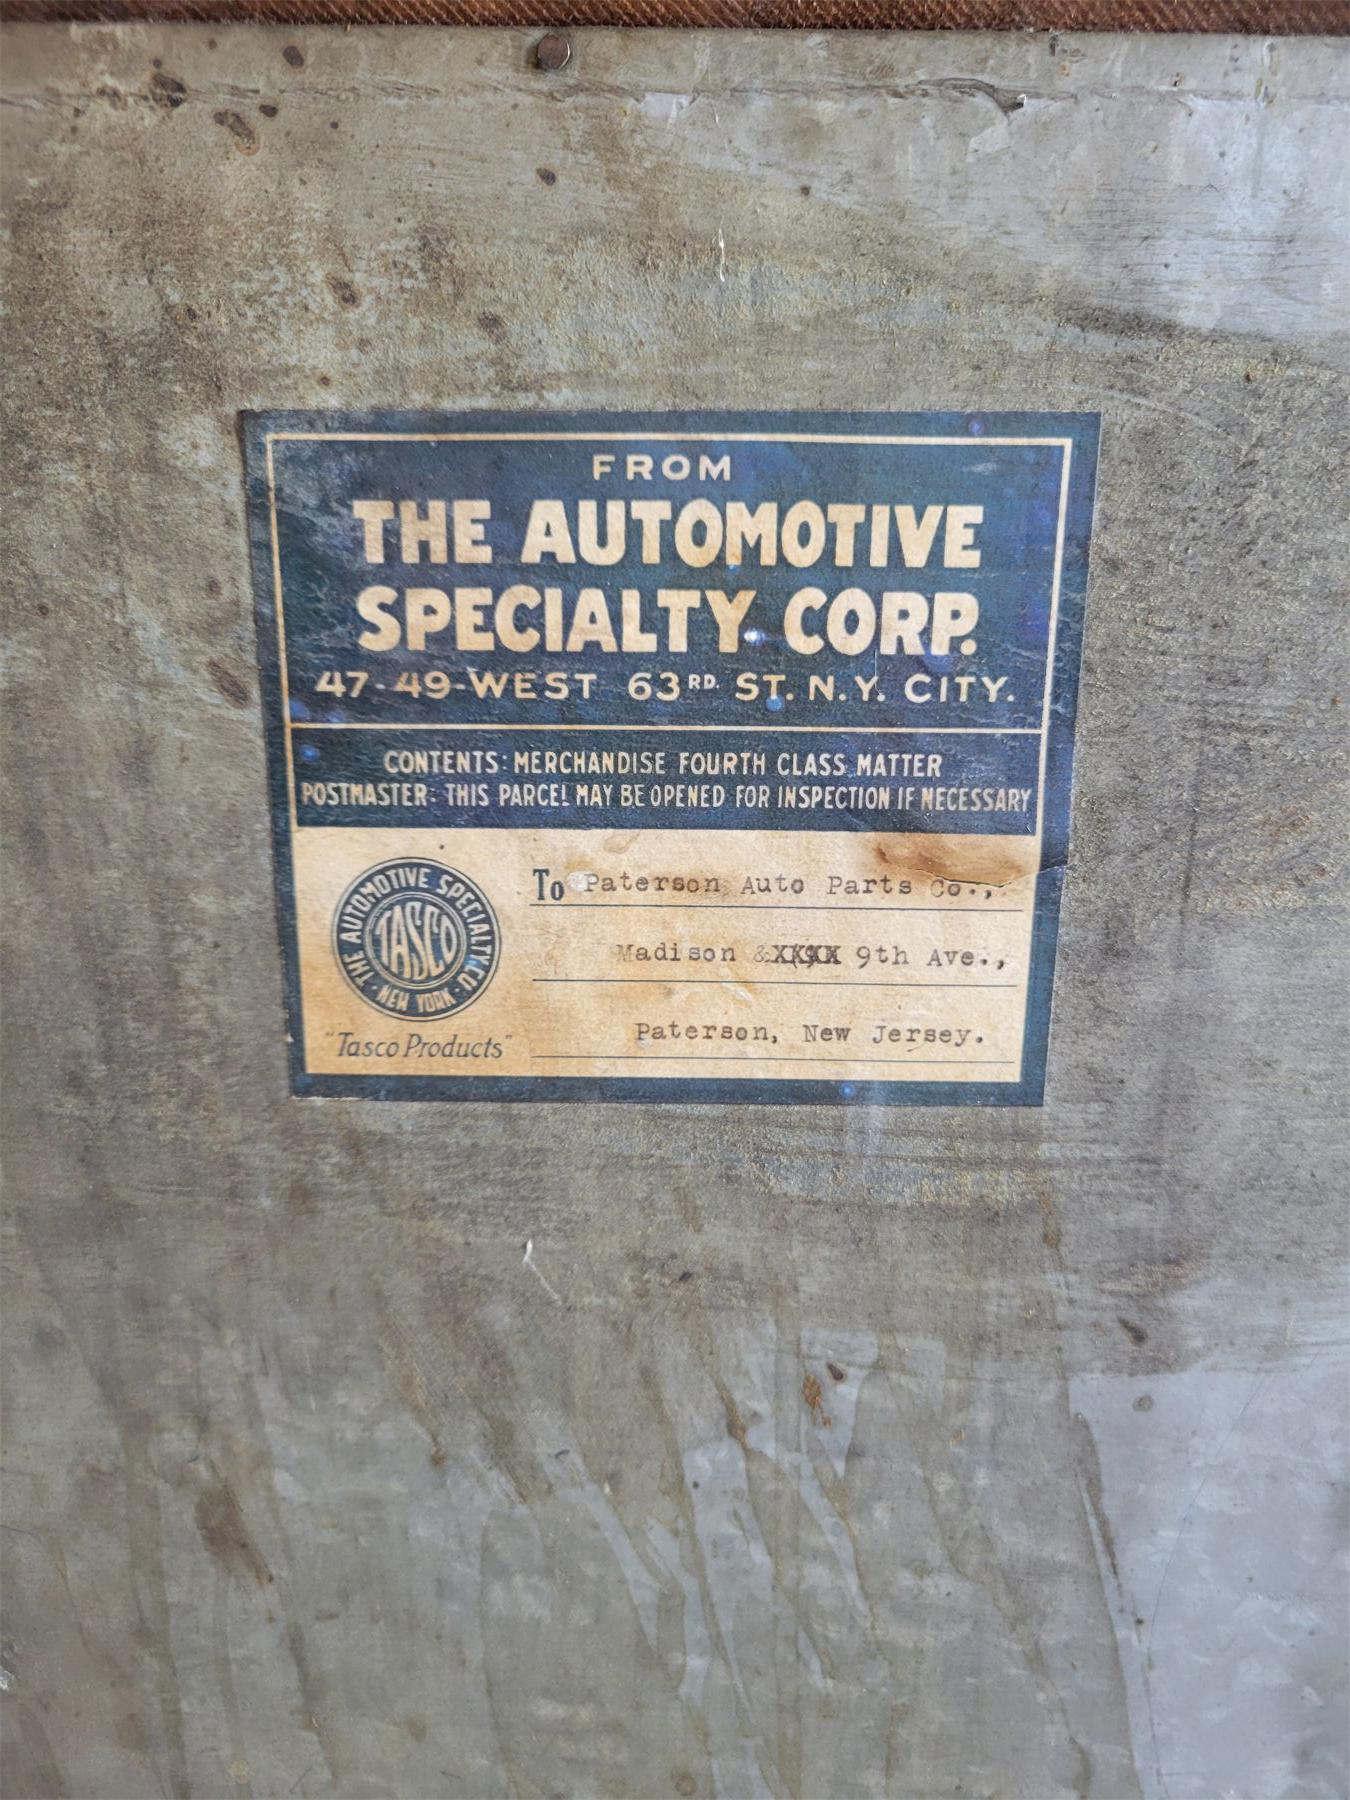 FROM
THE AUTOMOTIVE
SPECIALTY CORP.
47-49-WEST 63RD. ST. N.Y. CITY.
CONTENTS: MERCHANDISE FOURTH CLASS MATTER
POSTMASTER: THIS PARCEL MAY BE OPENED FOR INSPECTION IF NECESSARY
THE AUTOMOTIVE SPECIALTY CO.
TASCO
· NEW YORK ·
"Tasco Products"
To Paterson Auto Parts Co.,
Madison & 9th Ave.,
Paterson, New Jersey.